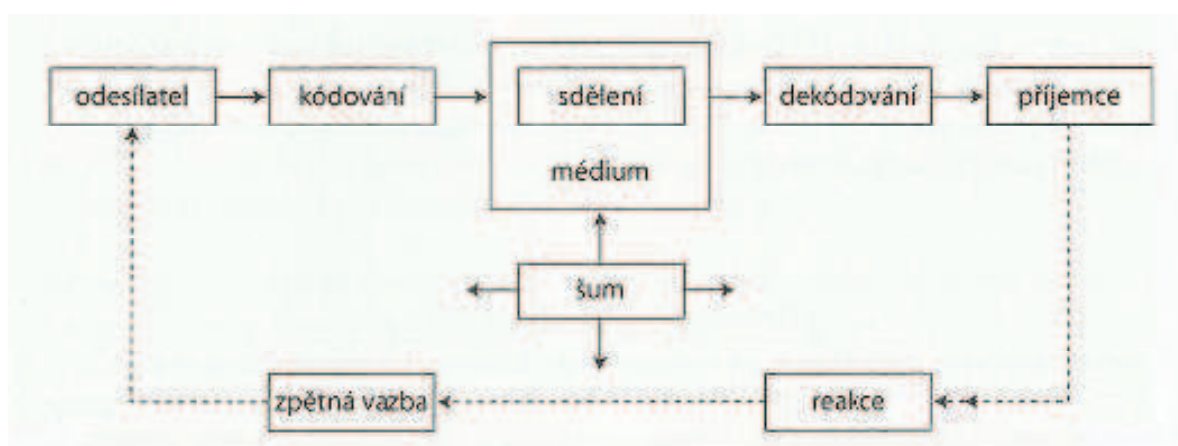 odesílatel
kódování
sdělení
médium
dekódování
příjemce
šum
zpětná vazba
reakce